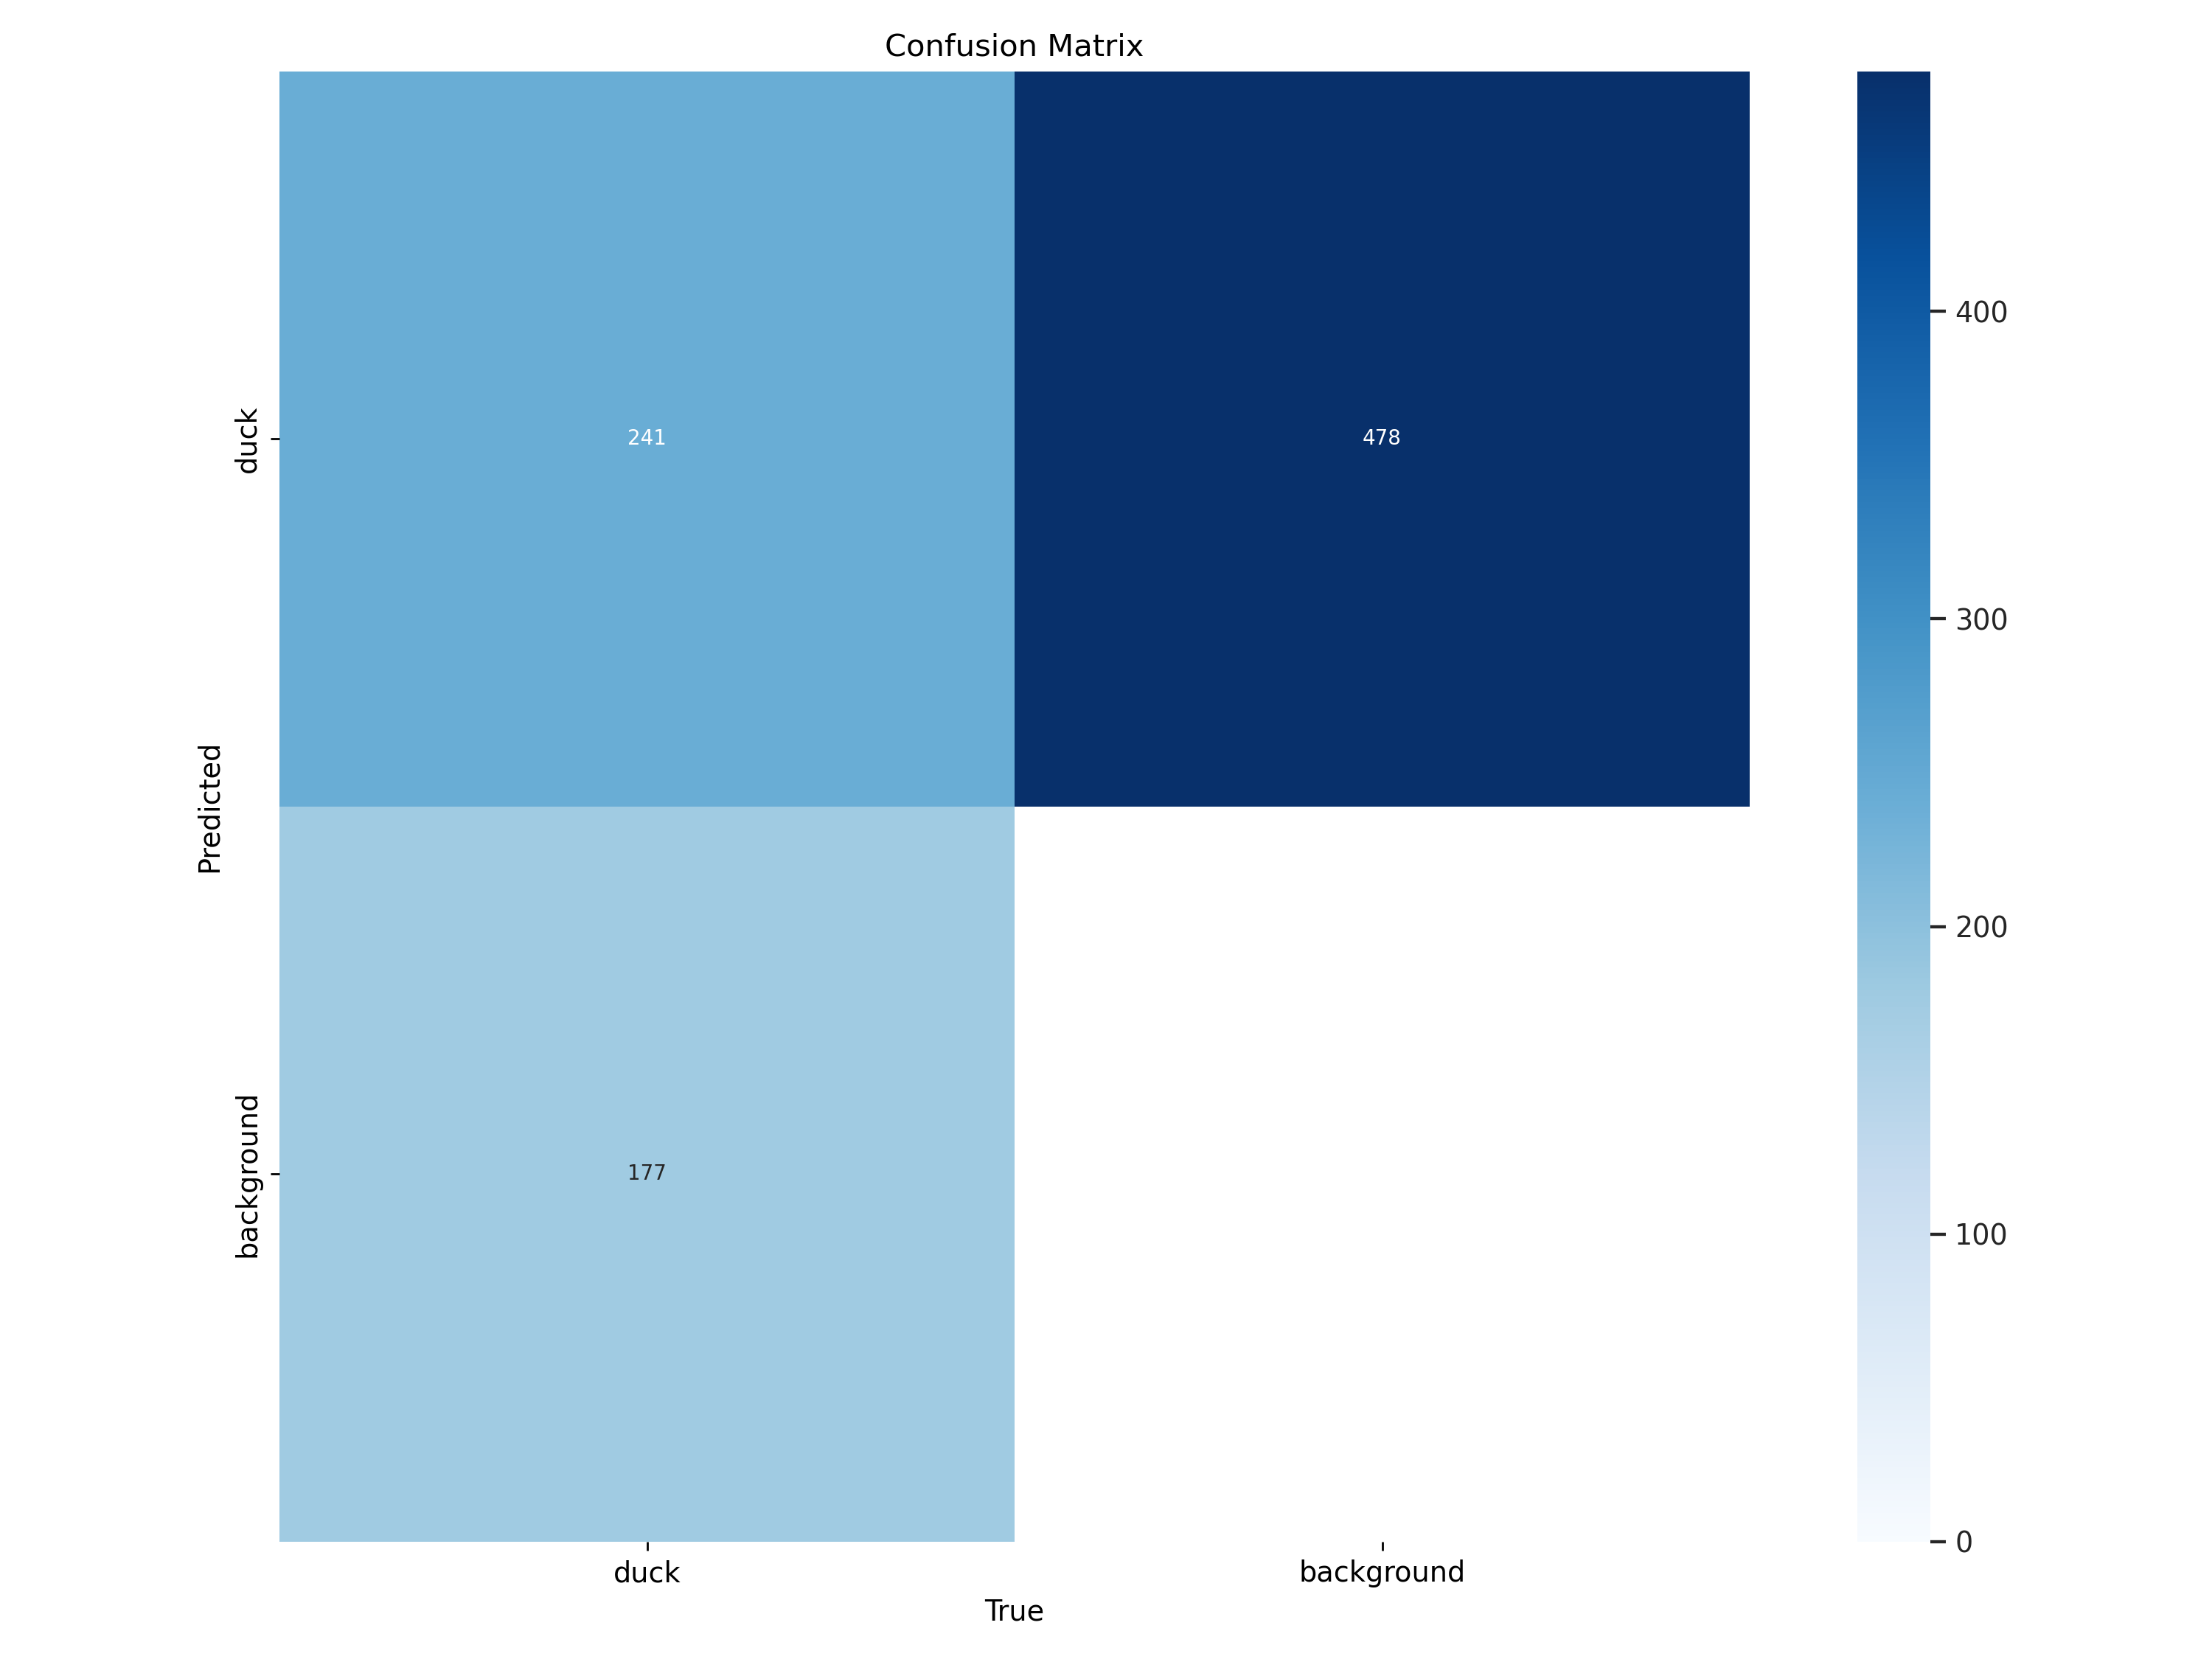 Confusion Matrix
duck
241
478
400
300
Predicted
200
background
177
100
0
duck
background
True